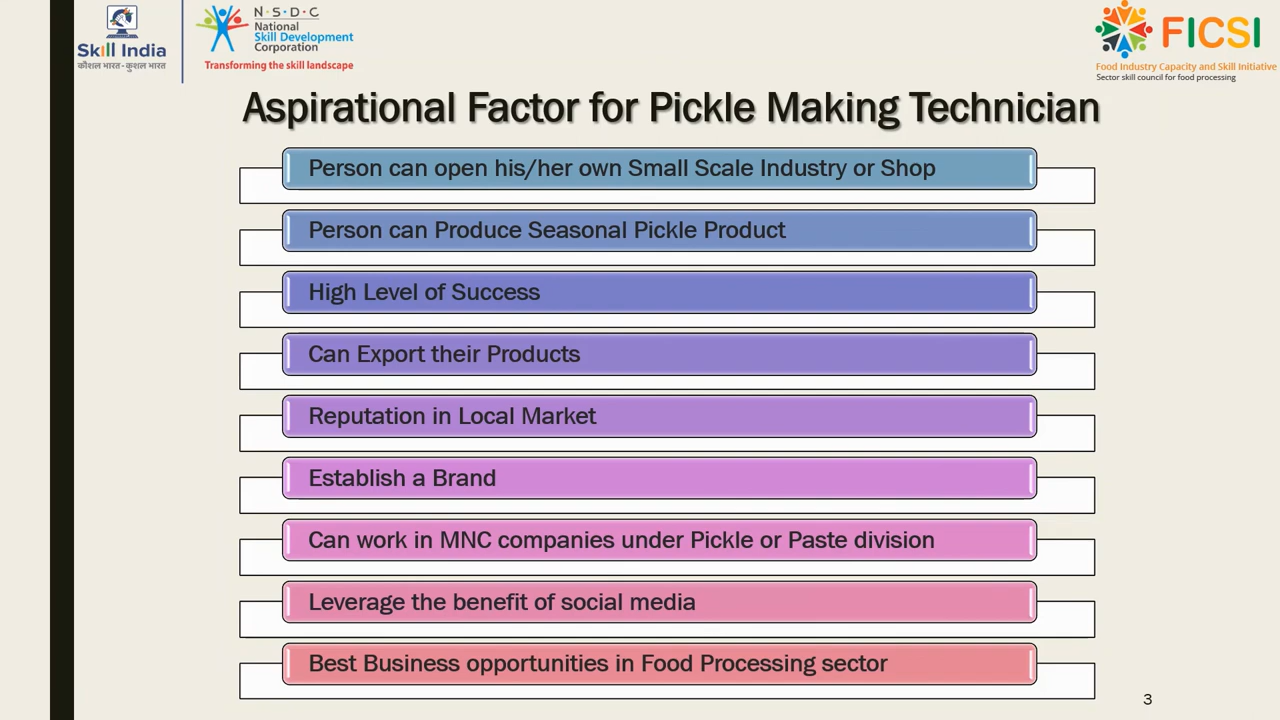 Skill India
कौशल भारत - कुशल भारत
N·S·D·C
National
Skill Development
Corporation
Transforming the skill landscape
FICSI
Food Industry Capacity and Skill Initiative
Sector skill council for food processing
Aspirational Factor for Pickle Making Technician
Person can open his/her own Small Scale Industry or Shop
Person can Produce Seasonal Pickle Product
High Level of Success
Can Export their Products
Reputation in Local Market
Establish a Brand
Can work in MNC companies under Pickle or Paste division
Leverage the benefit of social media
Best Business opportunities in Food Processing sector
3